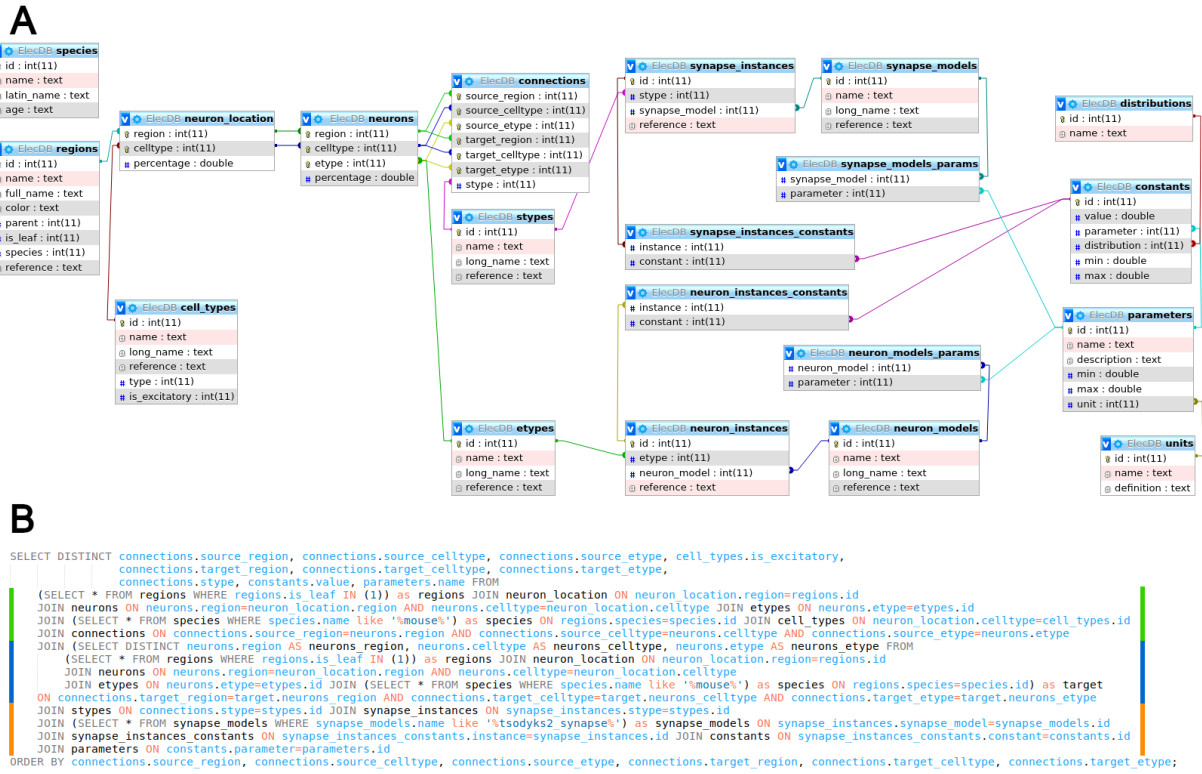 A
ElecDB species
id : int(11)
name : text
latin_name : text
age : text
ElecDB regions
id : int(11)
name : text
full_name : text
color : text
parent : int(11)
is_leaf : int(11)
species : int(11)
reference : text
ElecDB neuron_location
region : int(11)
celltype : int(11)
percentage : double
ElecDB cell_types
id : int(11)
name : text
long_name : text
reference : text
type : int(11)
is_excitatory : int(11)
ElecDB neurons
region : int(11)
celltype : int(11)
etype : int(11)
percentage : double
ElecDB connections
source_region : int(11)
source_celltype : int(11)
source_etype : int(11)
target_region : int(11)
target_celltype : int(11)
target_etype : int(11)
stype : int(11)
ElecDB stypes
id : int(11)
name : text
long_name : text
reference : text
ElecDB etypes
id : int(11)
name : text
long_name : text
reference : text
ElecDB synapse_instances
id : int(11)
stype : int(11)
synapse_model : int(11)
reference : text
ElecDB synapse_models
id : int(11)
name : text
long_name : text
reference : text
ElecDB synapse_models_params
synapse_model : int(11)
parameter : int(11)
ElecDB synapse_instances_constants
instance : int(11)
constant : int(11)
ElecDB neuron_instances_constants
instance : int(11)
constant : int(11)
ElecDB neuron_models_params
neuron_model : int(11)
parameter : int(11)
ElecDB neuron_instances
id : int(11)
etype : int(11)
neuron_model : int(11)
reference : text
ElecDB neuron_models
id : int(11)
name : text
long_name : text
reference : text
ElecDB distributions
id : int(11)
name : text
ElecDB constants
id : int(11)
value : double
parameter : int(11)
distribution : int(11)
min : double
max : double
ElecDB parameters
id : int(11)
name : text
description : text
min : double
max : double
unit : int(11)
ElecDB units
id : int(11)
name : text
definition : text
B
SELECT DISTINCT connections.source_region, connections.source_celltype, connections.source_etype, cell_types.is_excitatory,
connections.target_region, connections.target_celltype, connections.target_etype,
connections.stype, constants.value, parameters.name FROM
(SELECT * FROM regions WHERE regions.is_leaf IN (1)) as regions JOIN neuron_location ON neuron_location.region=regions.id
JOIN neurons ON neurons.region=neuron_location.region AND neurons.celltype=neuron_location.celltype JOIN etypes ON neurons.etype=etypes.id
JOIN (SELECT * FROM species WHERE species.name like '%mouse%') as species ON regions.species=species.id JOIN cell_types ON neuron_location.celltype=cell_types.id
JOIN connections ON connections.source_region=neurons.region AND connections.source_celltype=neurons.celltype AND connections.source_etype=neurons.etype
JOIN (SELECT DISTINCT neurons.region AS neurons_region, neurons.celltype AS neurons_celltype, neurons.etype AS neurons_etype FROM
(SELECT * FROM regions WHERE regions.is_leaf IN (1)) as regions JOIN neuron_location ON neuron_location.region=regions.id
JOIN neurons ON neurons.region=neuron_location.region AND neurons.celltype=neuron_location.celltype
JOIN etypes ON neurons.etype=etypes.id JOIN (SELECT * FROM species WHERE species.name like '%mouse%') as species ON regions.species=species.id) as target
ON connections.target_region=target.neurons_region AND connections.target_celltype=target.neurons_celltype AND connections.target_etype=target.neurons_etype
JOIN stypes ON connections.stype=stypes.id JOIN synapse_instances ON synapse_instances.stype=stypes.id
JOIN (SELECT * FROM synapse_models WHERE synapse_models.name like '%tsodyks2_synapse%') as synapse_models ON synapse_instances.synapse_model=synapse_models.id
JOIN synapse_instances_constants ON synapse_instances_constants.instance=synapse_instances.id JOIN constants ON synapse_instances_constants.constant=constants.id
JOIN parameters ON constants.parameter=parameters.id
ORDER BY connections.source_region, connections.source_celltype, connections.source_etype, connections.target_region, connections.target_celltype, connections.target_etype;